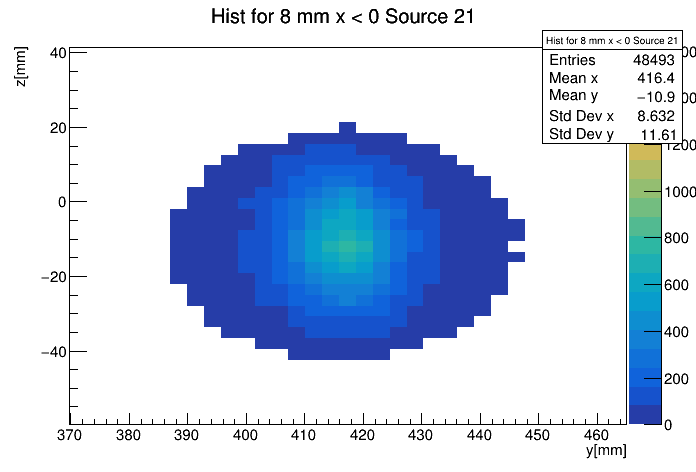 Hist for 8 mm x < 0 Source 21
Hist for 8 mm x < 0 Source 21
Entries 48493
Mean x 416.4
Mean y −10.9
Std Dev x 8.632
Std Dev y 11.61
z[mm]
40
20
0
−20
−40
1200
1000
800
600
400
200
0
370 380 390 400 410 420 430 440 450 460
y[mm]